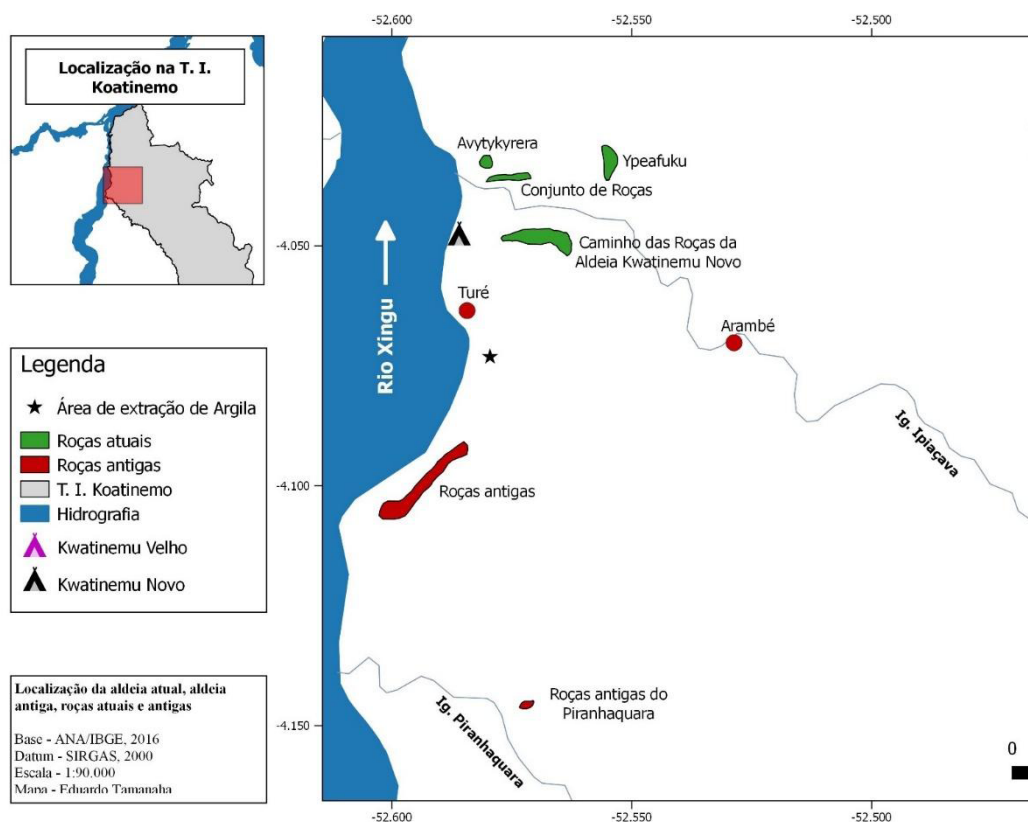 -52.600
-52.550
-52.500
Localização na T. I.
Koatinemo
Avytykyrera
Ypeafuku
Conjunto de Roças
-4.050
Caminho das Roças da
Aldeia Kwatinemu Novo
Rio Xingu
Turé
Arambé
Ig. Ipiaçava
Legenda
Área de extração de Argila
Roças atuais
Roças antigas
T. I. Koatinemo
Hidrografia
Kwatinemu Velho
Kwatinemu Novo
-4.100
Roças antigas
Localização da aldeia atual, aldeia
antiga, roças atuais e antigas
Base - ANA/IBGE, 2016
Datum - SIRGAS, 2000
Escala - 1:90.000
Mapa - Eduardo Tamanaha
Roças antigas do
Piranhaquara
-4.150
Ig. Piranhaquara
0
-52.600
-52.550
-52.500